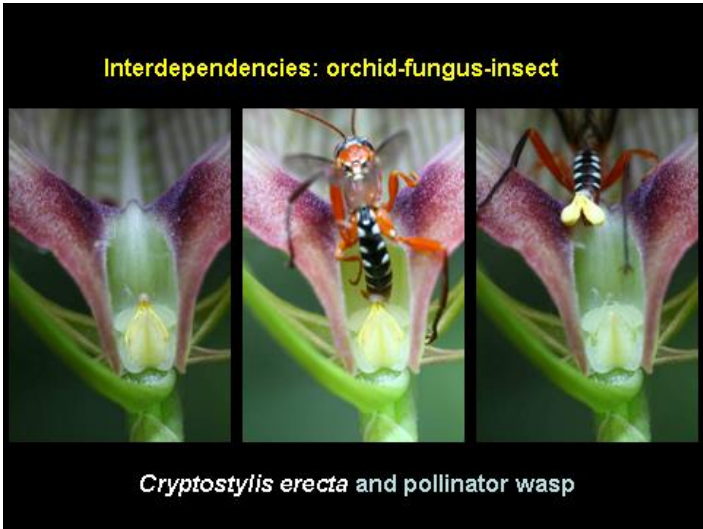 Interdependencies: orchid-fungus-insect
Cryptostylis erecta and pollinator wasp